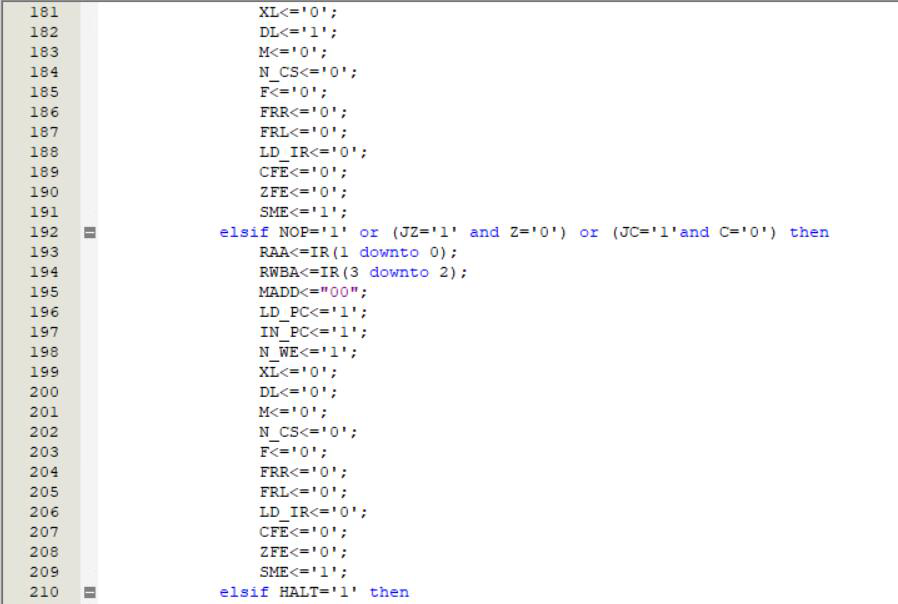 181 XL<='0';
182 DL<='1';
183 M<='0';
184 N_CS<='0';
185 F<='0';
186 FRR<='0';
187 FRL<='0';
188 LD_IR<='0';
189 CFE<='0';
190 ZFE<='0';
191 SME<='1';
192 elsif NOP='1' or (JZ='1' and Z='0') or (JC='1'and C='0') then
193 RAA<=IR(1 downto 0);
194 RWBA<=IR(3 downto 2);
195 MADD<="00";
196 LD_PC<='1';
197 IN_PC<='1';
198 N_WE<='1';
199 XL<='0';
200 DL<='0';
201 M<='0';
202 N_CS<='0';
203 F<='0';
204 FRR<='0';
205 FRL<='0';
206 LD_IR<='0';
207 CFE<='0';
208 ZFE<='0';
209 SME<='1';
210 elsif HALT='1' then